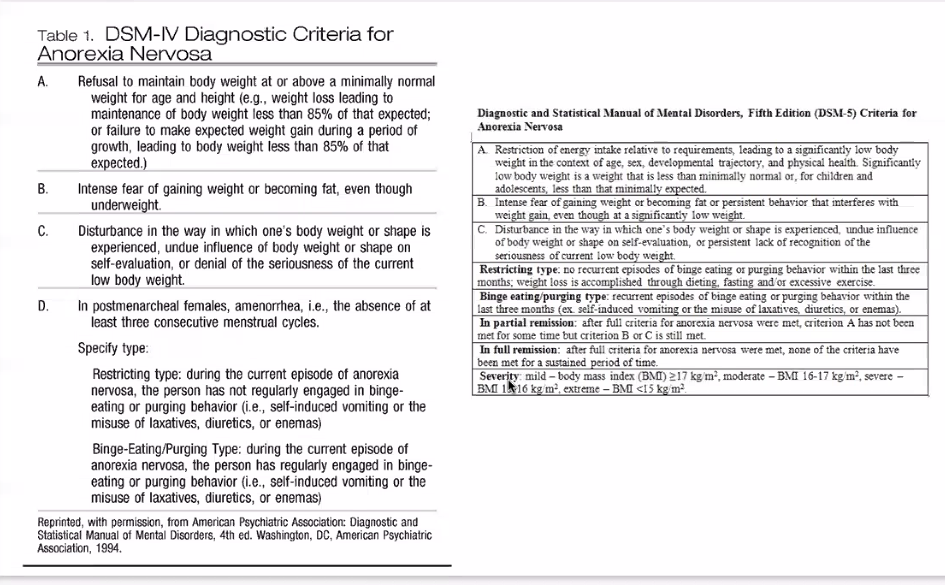 Table 1. DSM-IV Diagnostic Criteria for
Anorexia Nervosa
A. Refusal to maintain body weight at or above a minimally normal
weight for age and height (e.g., weight loss leading to
maintenance of body weight less than 85% of that expected;
or failure to make expected weight gain during a period of
growth, leading to body weight less than 85% of that
expected.)
B. Intense fear of gaining weight or becoming fat, even though
underweight.
C. Disturbance in the way in which one's body weight or shape is
experienced, undue influence of body weight or shape on
self-evaluation, or denial of the seriousness of the current
low body weight.
D. In postmenarcheal females, amenorrhea, i.e., the absence of at
least three consecutive menstrual cycles.
Specify type:
Restricting type: during the current episode of anorexia
nervosa, the person has not regularly engaged in binge-
eating or purging behavior (i.e., self-induced vomiting or the
misuse of laxatives, diuretics, or enemas)
Binge-Eating/Purging Type: during the current episode of
anorexia nervosa, the person has regularly engaged in binge-
eating or purging behavior (i.e., self-induced vomiting or the
misuse of laxatives, diuretics, or enemas)
Reprinted, with permission, from American Psychiatric Association: Diagnostic and
Statistical Manual of Mental Disorders, 4th ed. Washington, DC, American Psychiatric
Association, 1994.
Diagnostic and Statistical Manual of Mental Disorders, Fifth Edition (DSM-5) Criteria for
Anorexia Nervosa
A. Restriction of energy intake relative to requirements, leading to a significantly low body
weight in the context of age, sex, developmental trajectory, and physical health. Significantly
low body weight is a weight that is less than minimally normal or, for children and
adolescents, less than that minimally expected.
B. Intense fear of gaining weight or becoming fat or persistent behavior that interferes with
weight gain, even though at a significantly low weight.
C. Disturbance in the way in which one's body weight or shape is experienced, undue influence
of body weight or shape on self-evaluation, or persistent lack of recognition of the
seriousness of current low body weight.
Restricting type: no recurrent episodes of binge eating or purging behavior within the last three
months; weight loss is accomplished through dieting, fasting and/or excessive exercise.
Binge eating/purging type: recurrent episodes of binge eating or purging behavior within the
last three months (ex. self-induced vomiting or the misuse of laxatives, diuretics, or enemas).
In partial remission: after full criteria for anorexia nervosa were met, criterion A has not been
met for some time but criterion B or C is still met.
In full remission: after full criteria for anorexia nervosa were met, none of the criteria have
been met for a sustained period of time.
Severity: mild – body mass index (BMI) ≥17 kg/m², moderate – BMI 16-17 kg/m², severe –
BMI kg/m², extreme – BMI <15 kg/m².